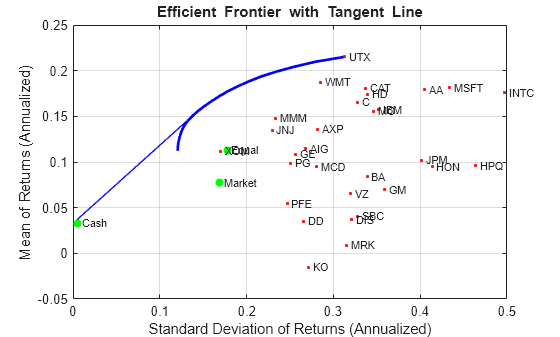 Efficient Frontier with Tangent Line
Mean of Returns (Annualized)
0.25
0.2
0.15
0.1
0.05
0
-0.05
UTX
WMT
CAT
HD
AA
MSFT
INTC
C
IBM
MO
MMM
JNJ
AXP
XOM
Equal
AIG
GE
PG
MCD
JPM
HON
HPQ
BA
Market
GM
VZ
PFE
SBC
DIS
DD
Cash
MRK
KO
0
0.1
0.2
0.3
0.4
0.5
Standard Deviation of Returns (Annualized)